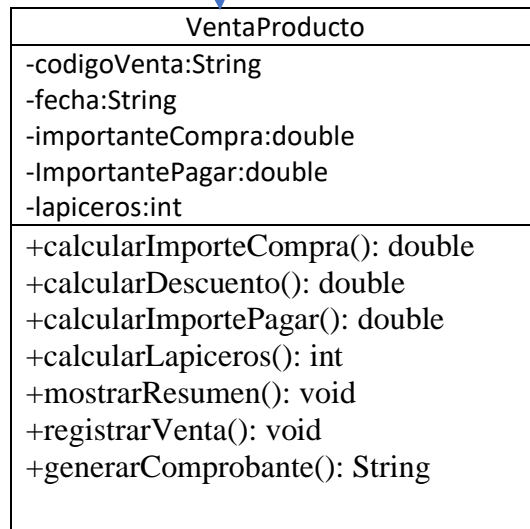 VentaProducto
-codigoVenta:String
-fecha:String
-importanteCompra:double
-ImportantePagar:double
-lapiceros:int
+calcularImporteCompra(): double
+calcularDescuento(): double
+calcularImportePagar(): double
+calcularLapiceros(): int
+mostrarResumen(): void
+registrarVenta(): void
+generarComprobante(): String